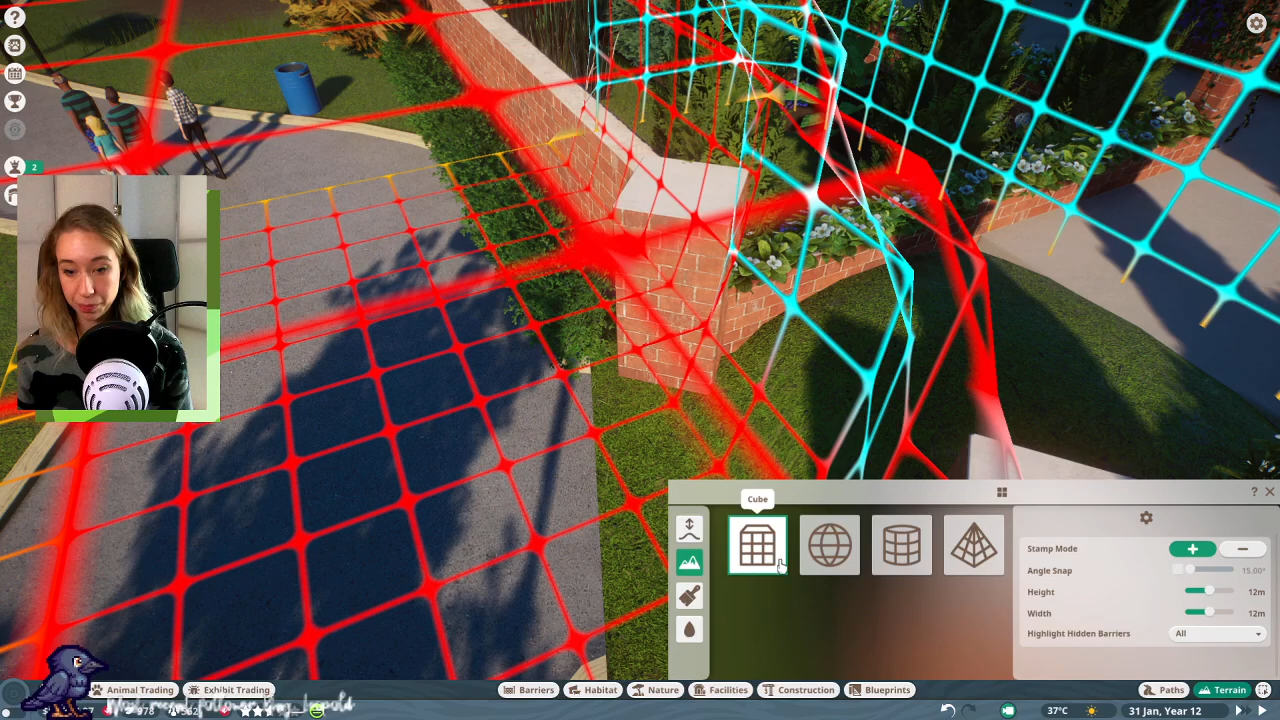 ?
2
Cube
?
Stamp Mode
Angle Snap 15.00°
Height 12m
Width 12m
Highlight Hidden Barriers All
Animal Trading Exhibit Trading Barriers Habitat Nature Facilities Construction Blueprints Paths Terrain
978
37°C 31 Jan, Year 12